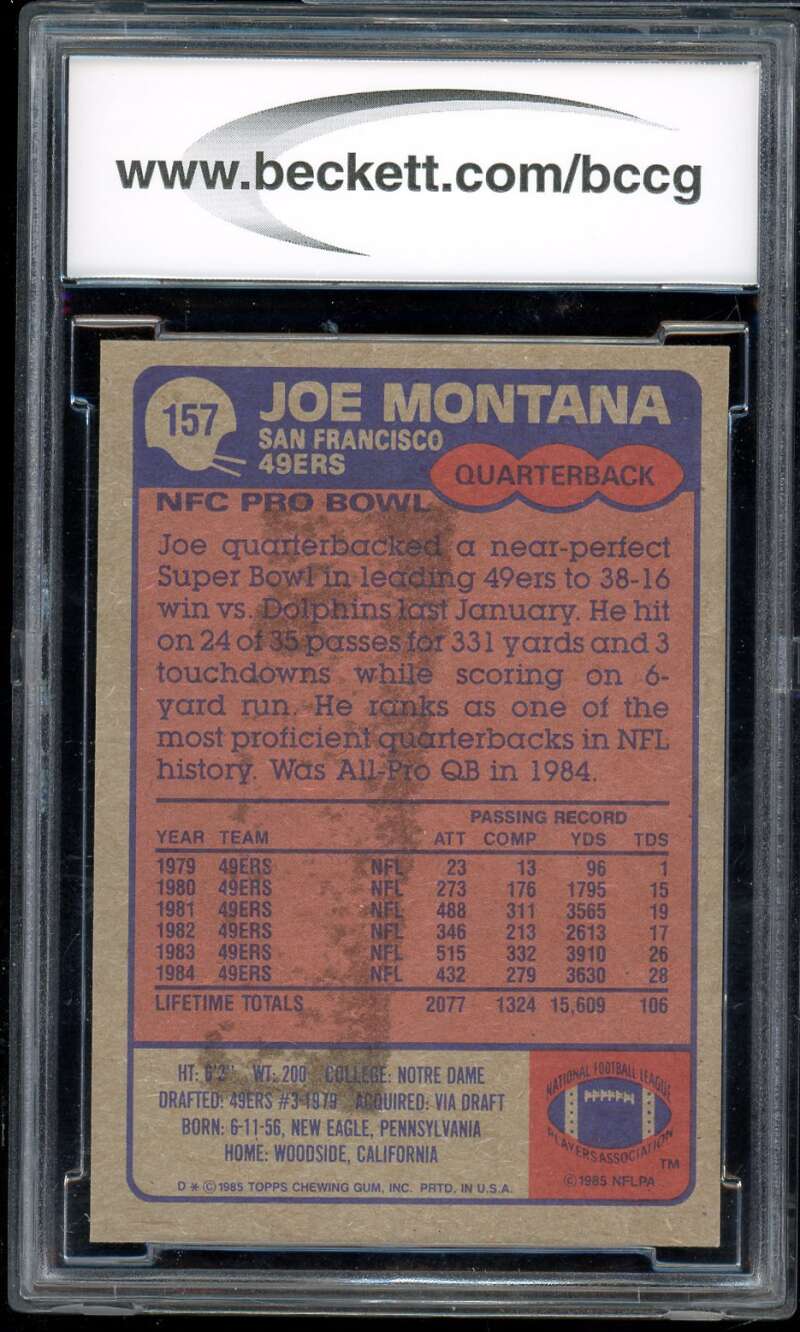 www.beckett.com/bccg
157
JOE MONTANA
SAN FRANCISCO
49ERS
QUARTERBACK
NFC PRO BOWL
Joe quarterbacked a near-perfect
Super Bowl in leading 49ers to 38-16
win vs. Dolphins last January. He hit
on 24 of 35 passes for 331 yards and 3
touchdowns while scoring on 6-
yard run. He ranks as one of the
most proficient quarterbacks in NFL
history. Was All-Pro QB in 1984.
PASSING RECORD
YEAR TEAM ATT COMP YDS TDS
1979 49ERS NFL 23 13 96 1
1980 49ERS NFL 273 176 1795 15
1981 49ERS NFL 488 311 3565 19
1982 49ERS NFL 346 213 2613 17
1983 49ERS NFL 515 332 3910 26
1984 49ERS NFL 432 279 3630 28
LIFETIME TOTALS 2077 1324 15,609 106
HT: 6'2" WT: 200 COLLEGE: NOTRE DAME
DRAFTED: 49ERS #3-1979 ACQUIRED: VIA DRAFT
BORN: 6-11-56, NEW EAGLE, PENNSYLVANIA
HOME: WOODSIDE, CALIFORNIA
D * © 1985 TOPPS CHEWING GUM, INC. PRTD. IN U.S.A.
NATIONAL FOOTBALL LEAGUE
PLAYERS ASSOCIATION
TM
© 1985 NFLPA